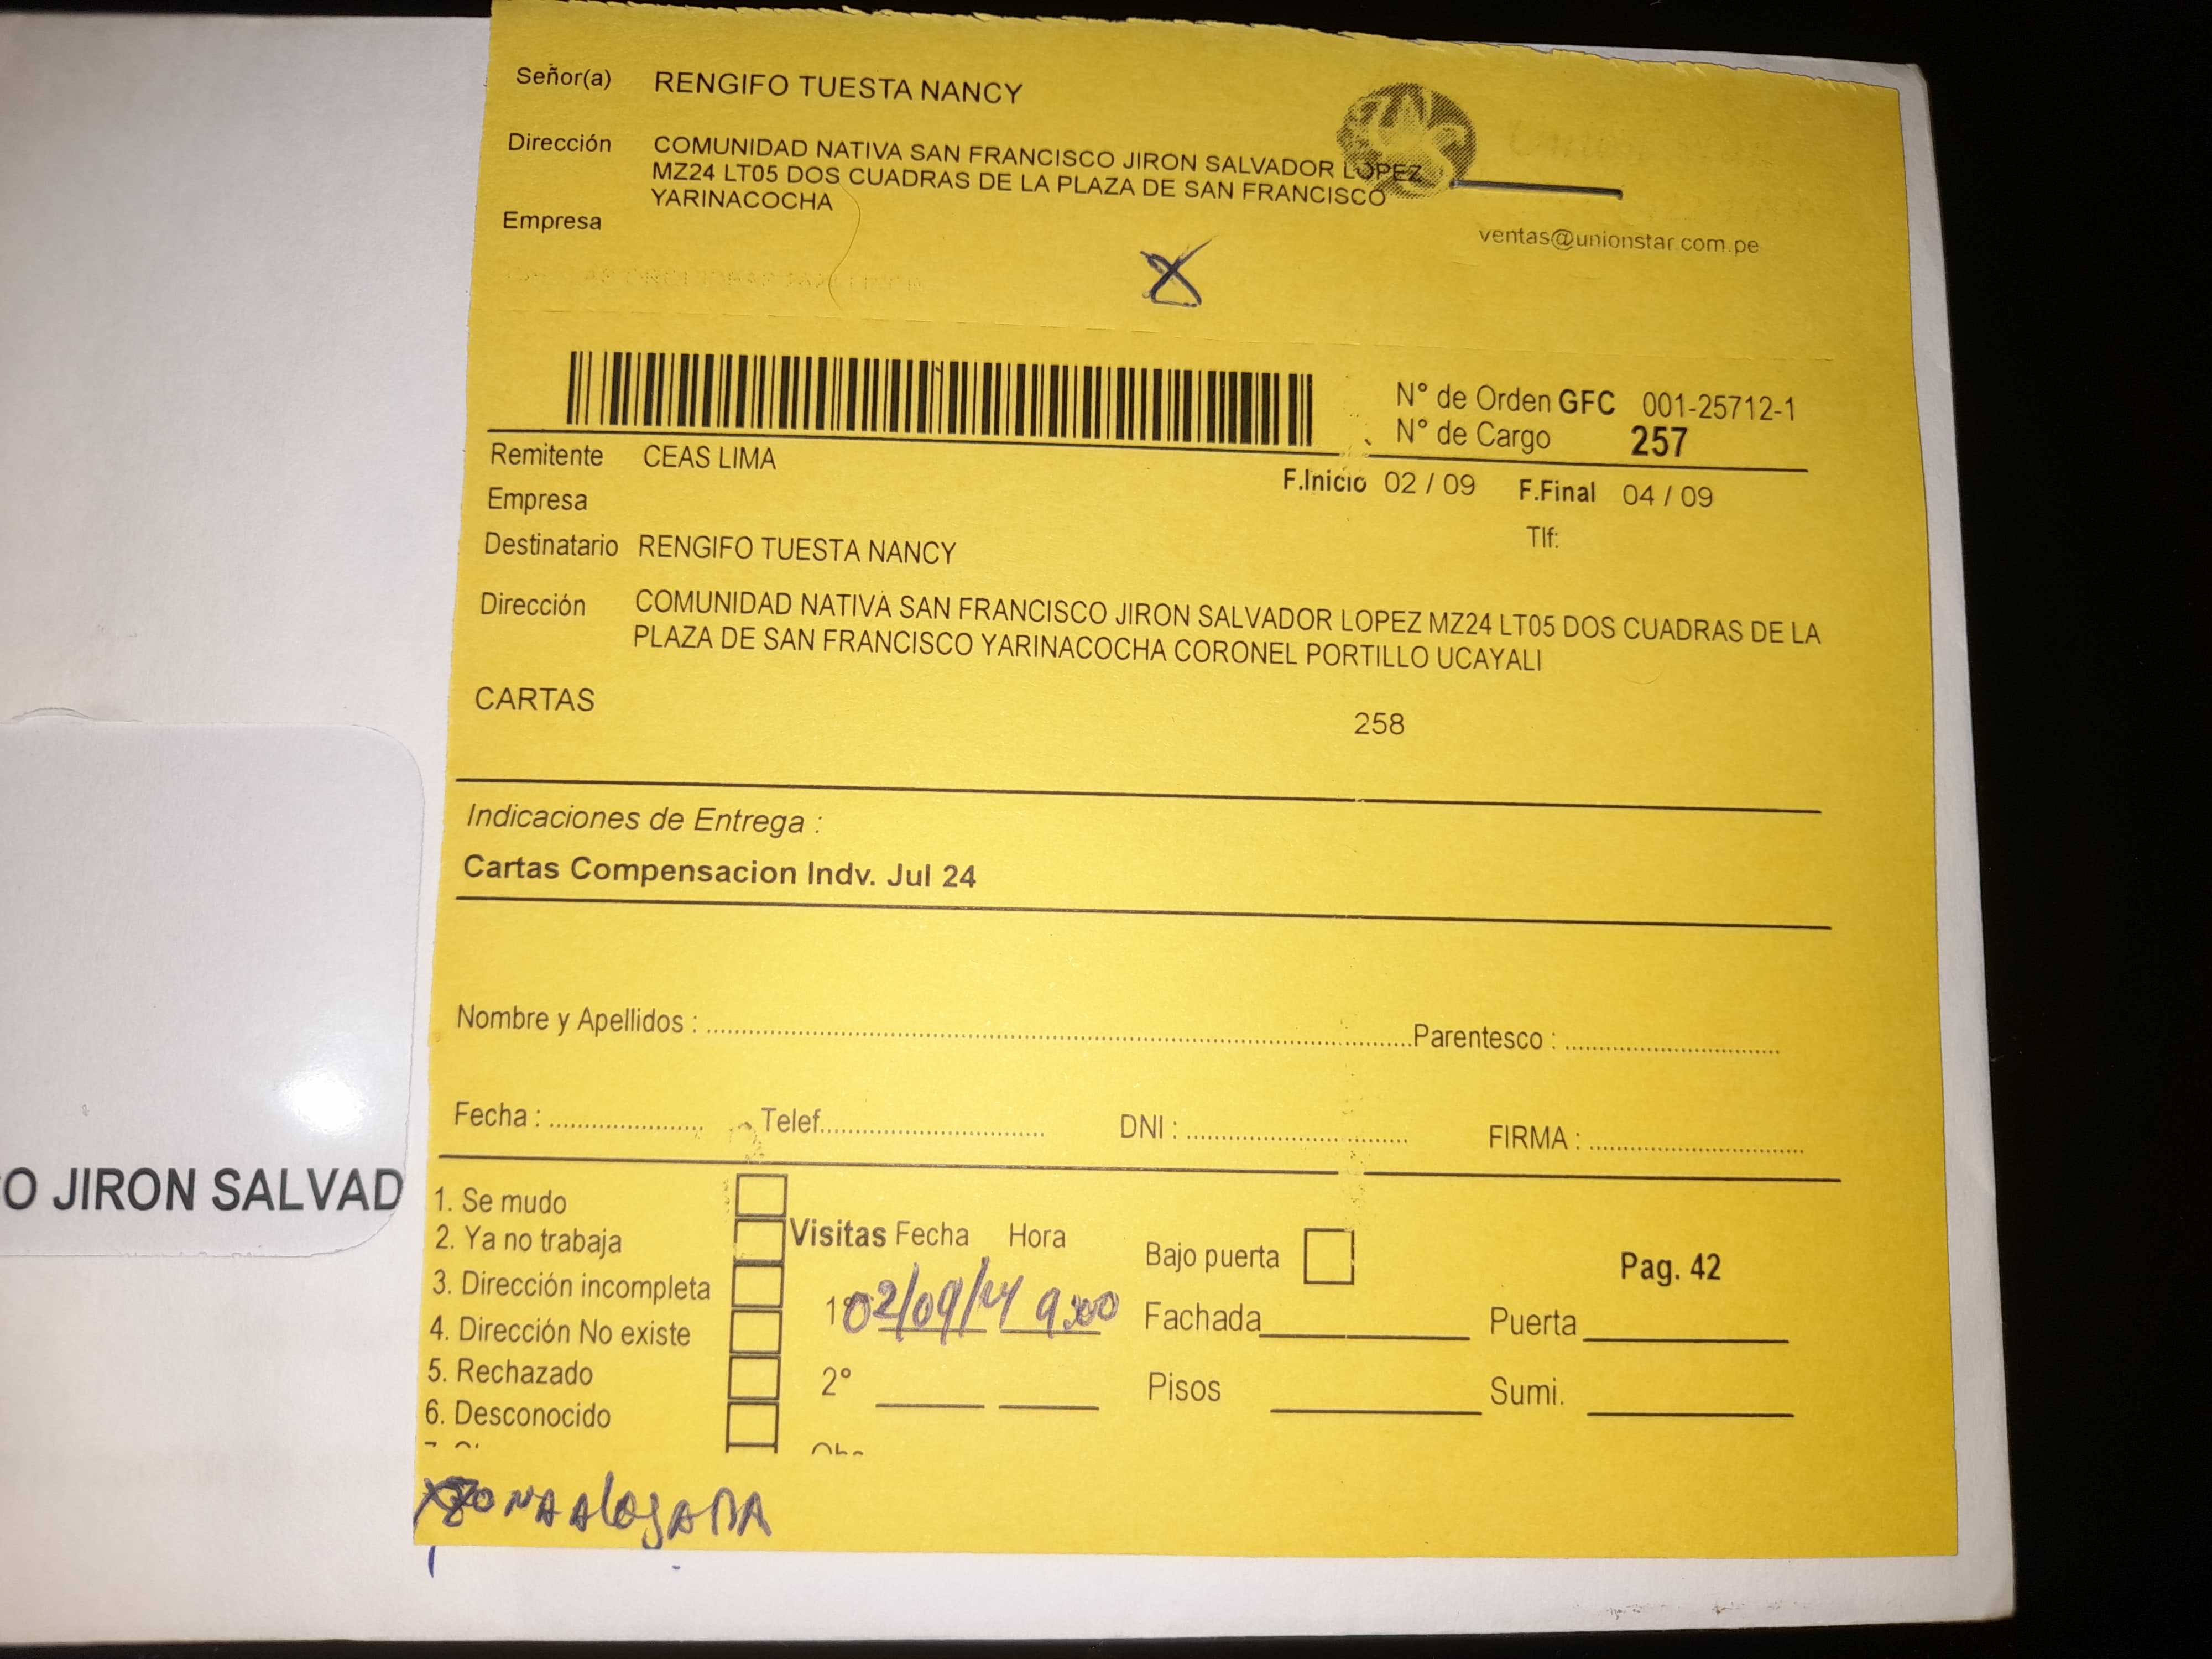 Señor(a) RENGIFO TUESTA NANCY
Dirección COMUNIDAD NATIVA SAN FRANCISCO JIRON SALVADOR LOPEZ
MZ24 LT05 DOS CUADRAS DE LA PLAZA DE SAN FRANCISCO
YARINACOCHA
Empresa
ventas@unionstar.com.pe
X
N° de Orden GFC 001-25712-1
N° de Cargo 257
Remitente CEAS LIMA
F.Inicio 02 / 09 F.Final 04 / 09
Empresa
Tlf:
Destinatario RENGIFO TUESTA NANCY
Dirección COMUNIDAD NATIVA SAN FRANCISCO JIRON SALVADOR LOPEZ MZ24 LT05 DOS CUADRAS DE LA
PLAZA DE SAN FRANCISCO YARINACOCHA CORONEL PORTILLO UCAYALI
CARTAS 258
Indicaciones de Entrega :
Cartas Compensacion Indv. Jul 24
Nombre y Apellidos : Parentesco :
Fecha : Telef. DNI : FIRMA :
O JIRON SALVAD
1. Se mudo
2. Ya no trabaja
3. Dirección incompleta
4. Dirección No existe
5. Rechazado
6. Desconocido
Visitas Fecha Hora
1° 02/09/24 9:00
2°
Bajo puerta Pag. 42
Fachada Puerta
Pisos Sumi.
ZONA AlejADA